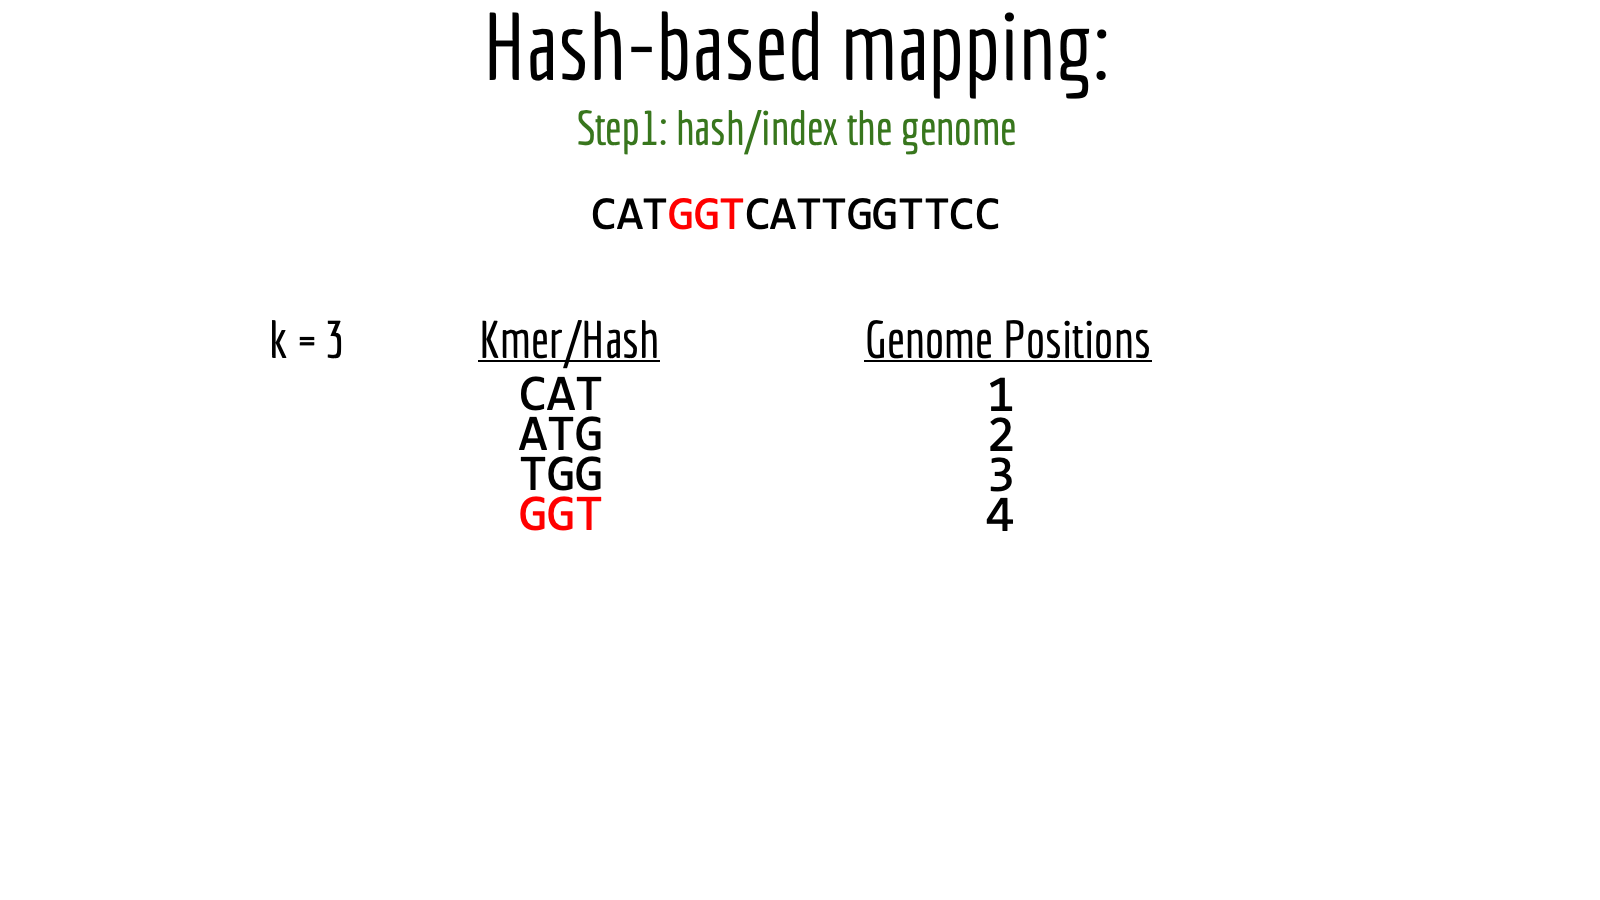 Hash-based mapping:
Step1: hash/index the genome
CATGGTCATTGGTTCC
k = 3 Kmer/Hash Genome Positions
CAT 1
ATG 2
TGG 3
GGT 4